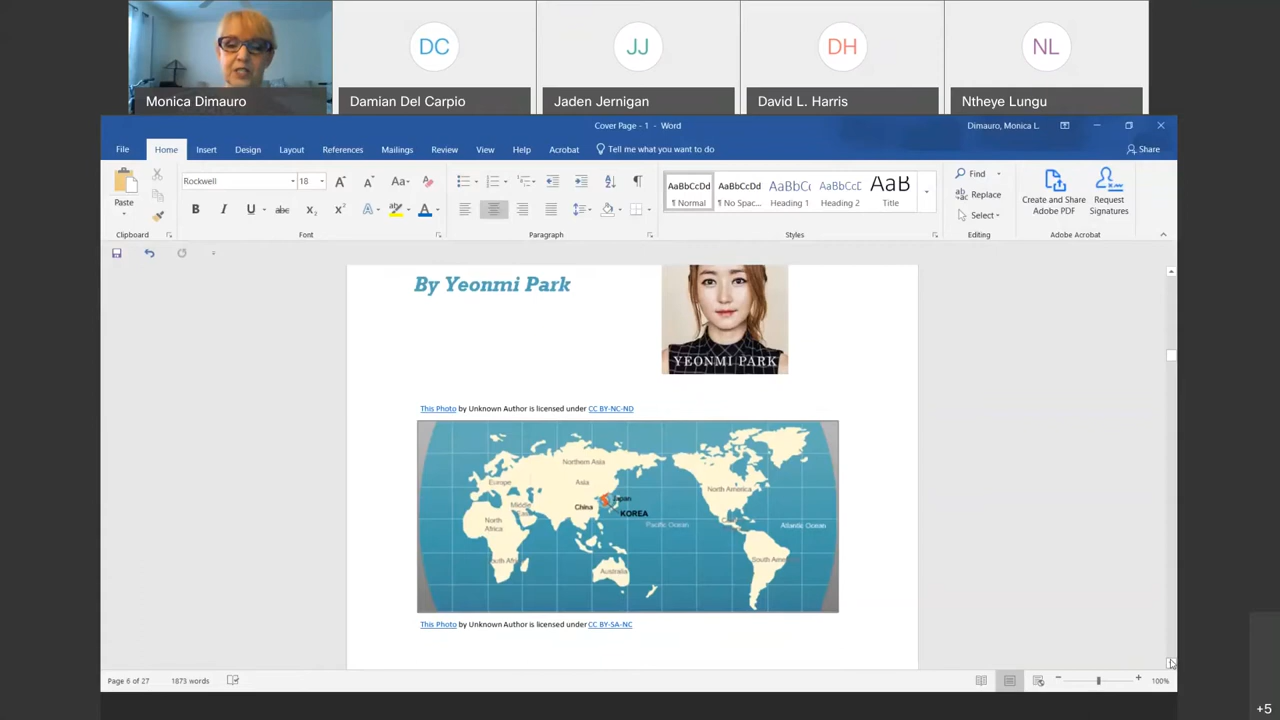 DC
JJ
DH
NL
Monica Dimauro
Damian Del Carpio
Jaden Jernigan
David L. Harris
Ntheye Lungu
Cover Page - 1 - Word
Dimauro, Monica L.
File
Home
Insert
Design
Layout
References
Mailings
Review
View
Help
Acrobat
Tell me what you want to do
Share
Paste
Clipboard
Rockwell
18
Font
Paragraph
AaBbCcDd
¶ Normal
AaBbCcDd
¶ No Spac...
AaBbCc
Heading 1
AaBbCcD
Heading 2
AaB
Title
Styles
Find
Replace
Select
Editing
Create and Share
Adobe PDF
Request
Signatures
Adobe Acrobat
By Yeonmi Park
YEONMI PARK
This Photo by Unknown Author is licensed under CC BY-NC-ND
Northern Asia
Europe
Asia
Middle
East
China
Japan
KOREA
North
Africa
South Afri
Australia
Pacific Ocean
North America
Atlantic Ocean
South Ame
This Photo by Unknown Author is licensed under CC BY-SA-NC
Page 6 of 27
1873 words
100%
+5